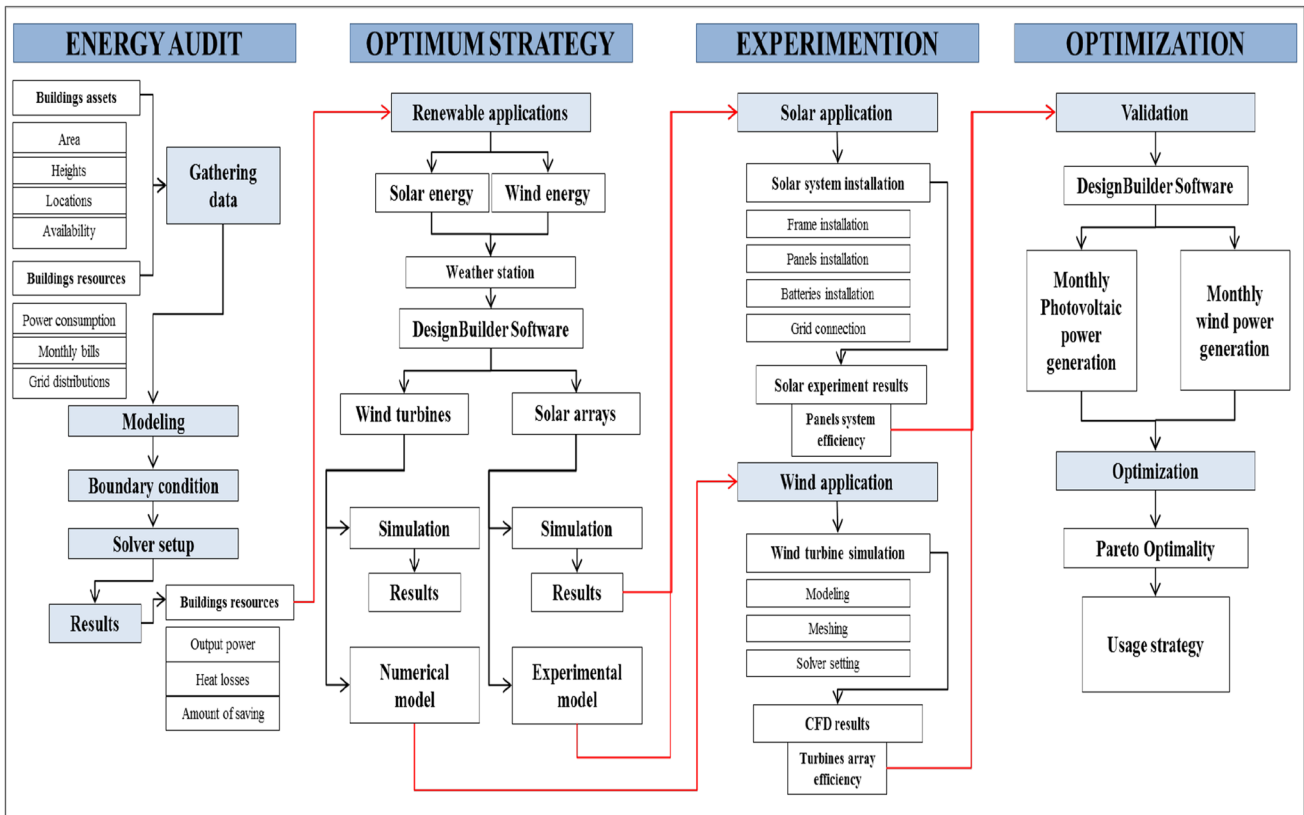 ENERGY AUDIT
Buildings assets
Area
Heights
Locations
Availability
Gathering
data
Buildings resources
Power consumption
Monthly bills
Grid distributions
Modeling
Boundary condition
Solver setup
Results
Buildings resources
Output power
Heat losses
Amount of saving
OPTIMUM STRATEGY
Renewable applications
Solar energy
Wind energy
Weather station
DesignBuilder Software
Wind turbines
Solar arrays
Simulation
Results
Simulation
Results
Numerical
model
Experimental
model
EXPERIMENTION
Solar application
Solar system installation
Frame installation
Panels installation
Batteries installation
Grid connection
Solar experiment results
Panels system
efficiency
Wind application
Wind turbine simulation
Modeling
Meshing
Solver setting
CFD results
Turbines array
efficiency
OPTIMIZATION
Validation
DesignBuilder Software
Monthly
Photovoltaic
power
generation
Monthly
wind power
generation
Optimization
Pareto Optimality
Usage strategy